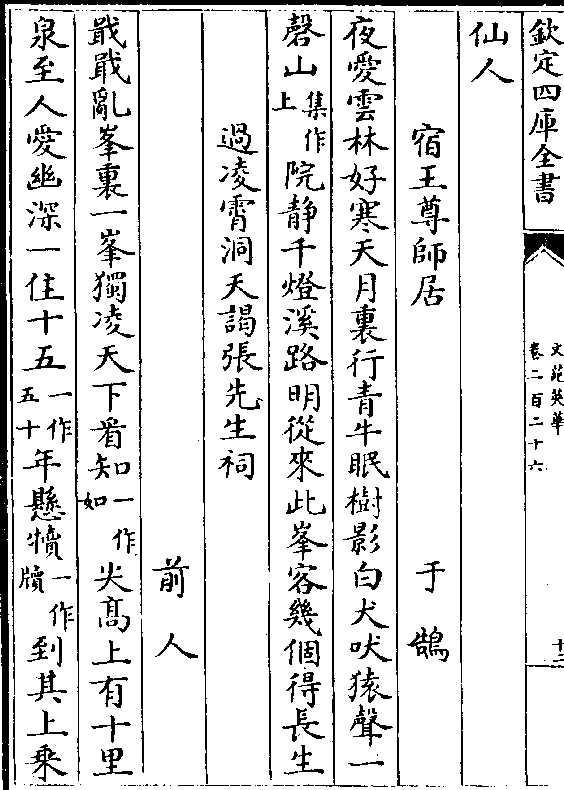 欽定四庫全書
文苑英華
卷二百二十六
十二
仙人
宿王尊師居
于鵠
夜愛雲林好寒天月裏行青牛眠樹影白犬吠猿聲一
磬山集作上院静千燈溪路明從來此峯客幾個得長生
過凌霄洞天謁張先生祠
前人
戢戢亂峯裏一峯獨凌天下看知一作如尖高上有十里
泉至人愛幽深一住十五一作五十年懸犢一作牘到其上乘